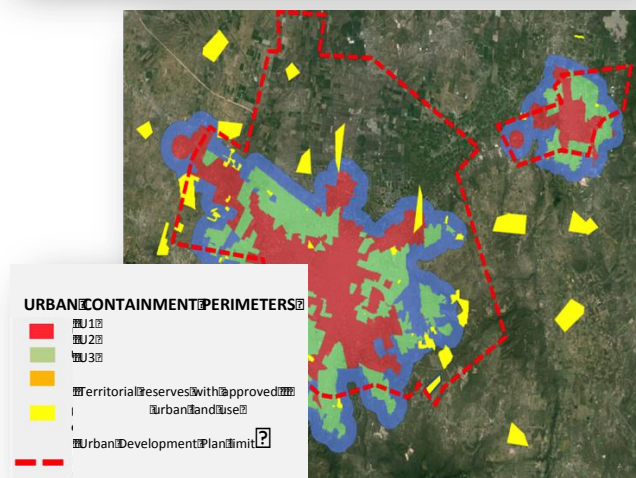 URBAN CONTAINMENT PERIMETERS
U1
U2
U3
Territorial reserves with approved
urban land use
Urban Development Plan limit
?